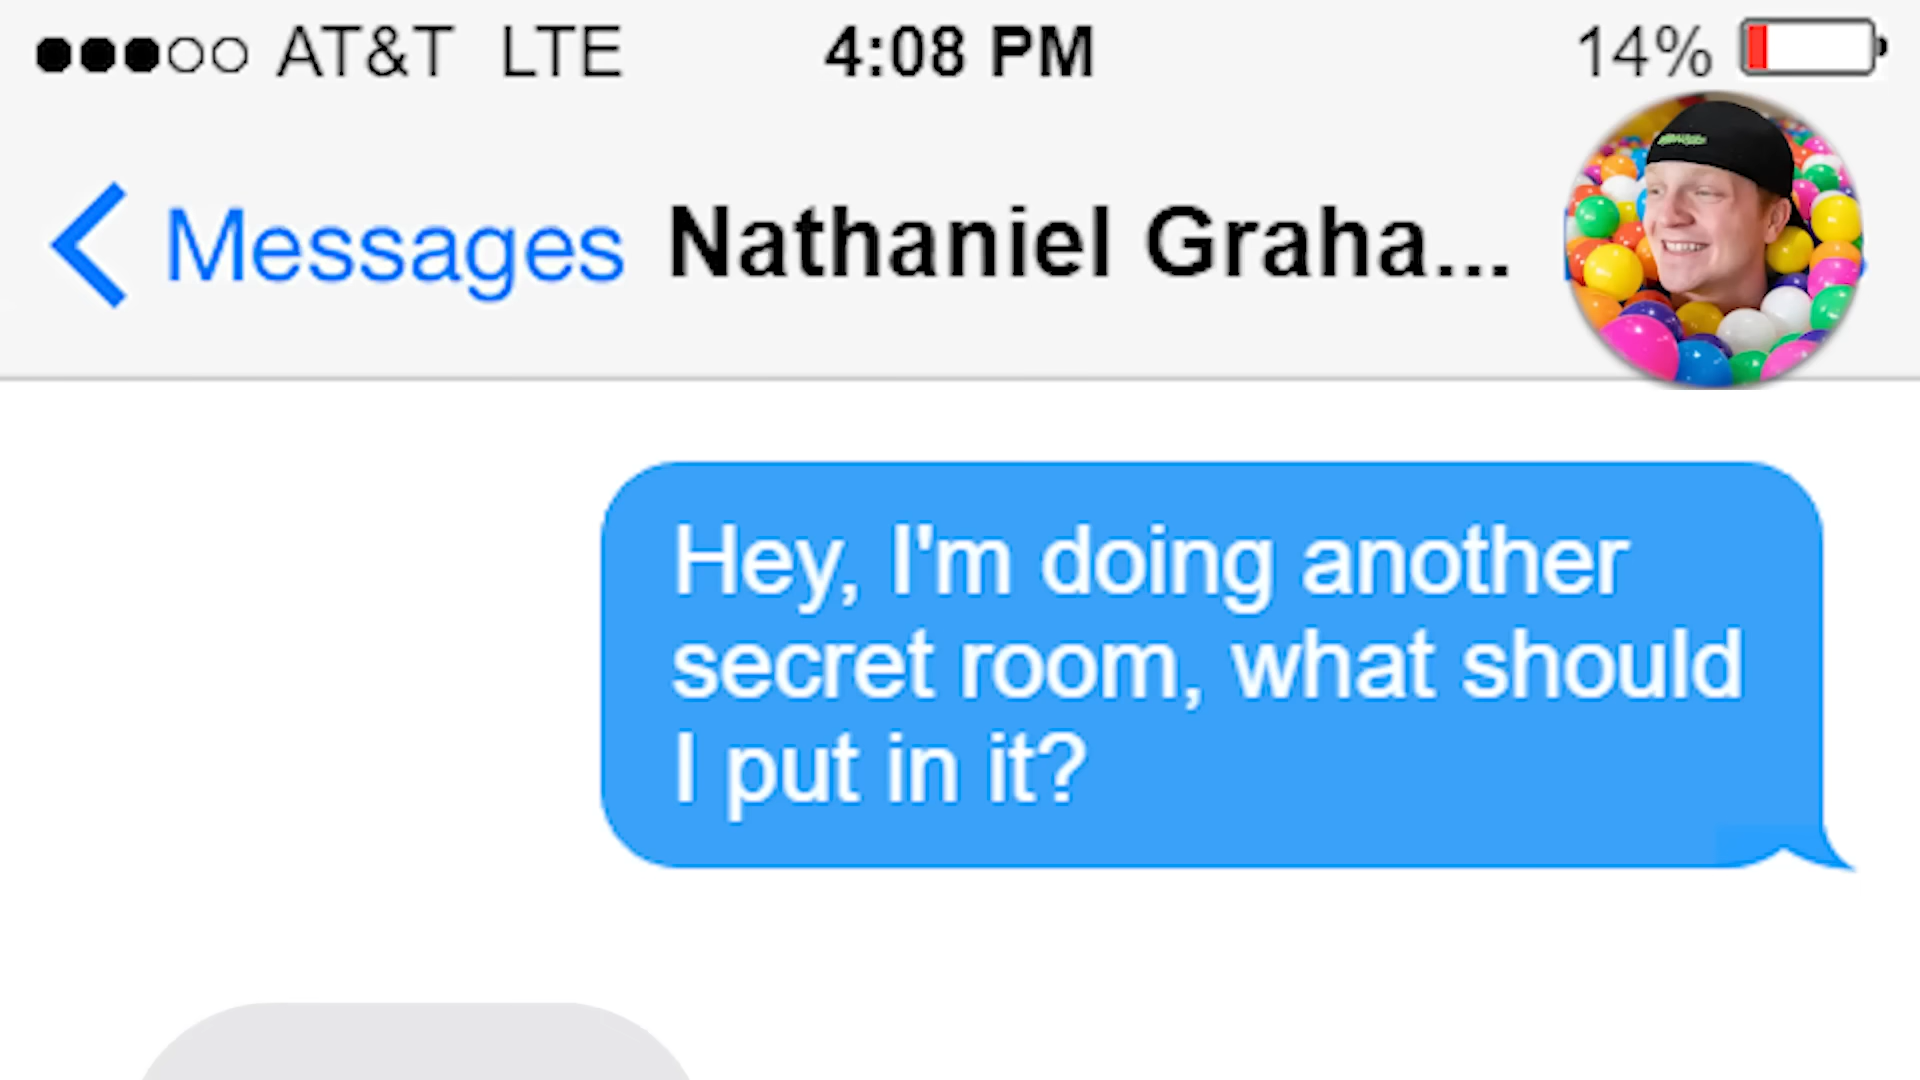 AT&T LTE 4:08 PM 14%
Messages Nathaniel Graha...
Hey, I'm doing another
secret room, what should
I put in it?